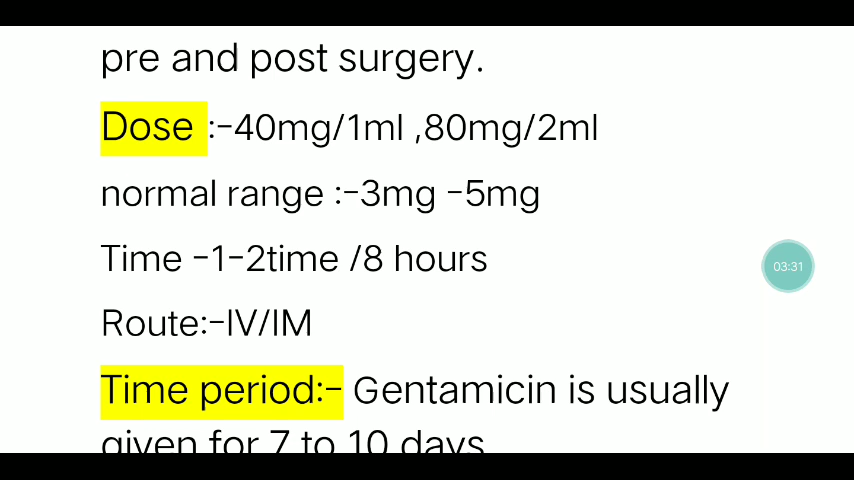 pre and post surgery.
Dose :-40mg/1ml ,80mg/2ml
normal range :-3mg -5mg
Time -1-2time /8 hours
03:31
Route:-IV/IM
Time period:- Gentamicin is usually
given for 7 to 10 days